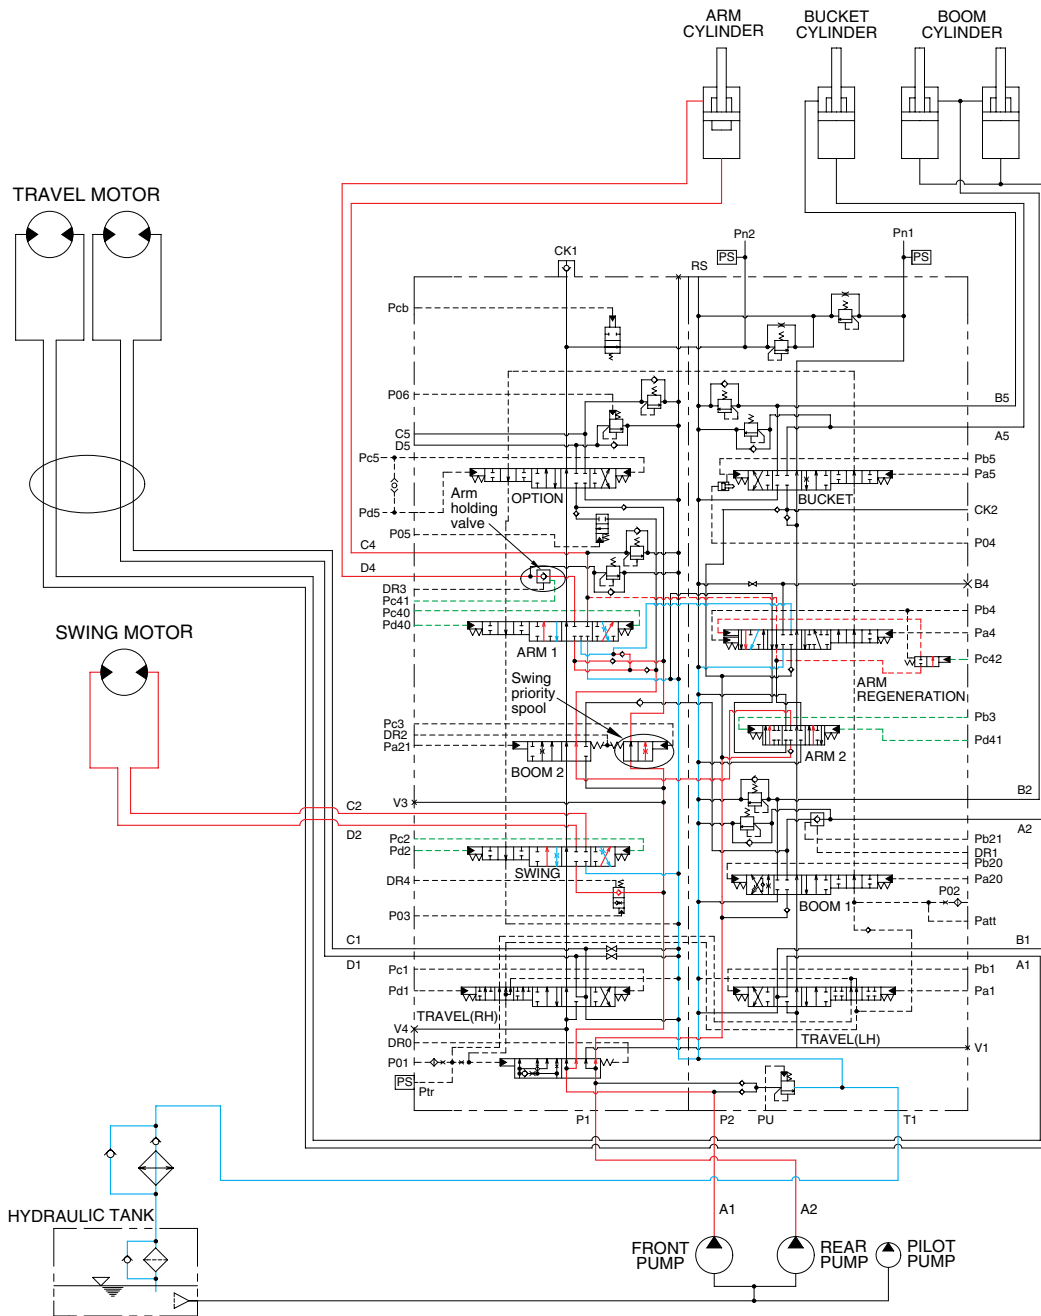 ARM
CYLINDER
BUCKET
CYLINDER
BOOM
CYLINDER
TRAVEL MOTOR
Pn2
Pn1
CK1
PS
RS
PS
Pcb
P06
B5
C5
D5
A5
Pc5
Pb5
Pa5
OPTION
BUCKET
Arm
holding
valve
Pd5
CK2
P05
P04
C4
D4
DR3
B4
Pc41
Pc40
Pb4
Pd40
Pa4
SWING MOTOR
ARM 1
Pc42
Swing
priority
spool
ARM
REGENERATION
Pc3
DR2
Pa21
Pb3
Pd41
BOOM 2
ARM 2
B2
C2
V3
D2
A2
Pc2
Pd2
Pb21
DR1
Pb20
SWING
Pa20
DR4
P02
BOOM 1
P03
Patt
C1
B1
D1
A1
Pc1
Pb1
Pd1
Pa1
TRAVEL(RH)
V4
TRAVEL(LH)
DR0
V1
P01
PS
Ptr
P1
P2
PU
T1
A1
A2
HYDRAULIC TANK
FRONT
PUMP
REAR
PUMP
PILOT
PUMP